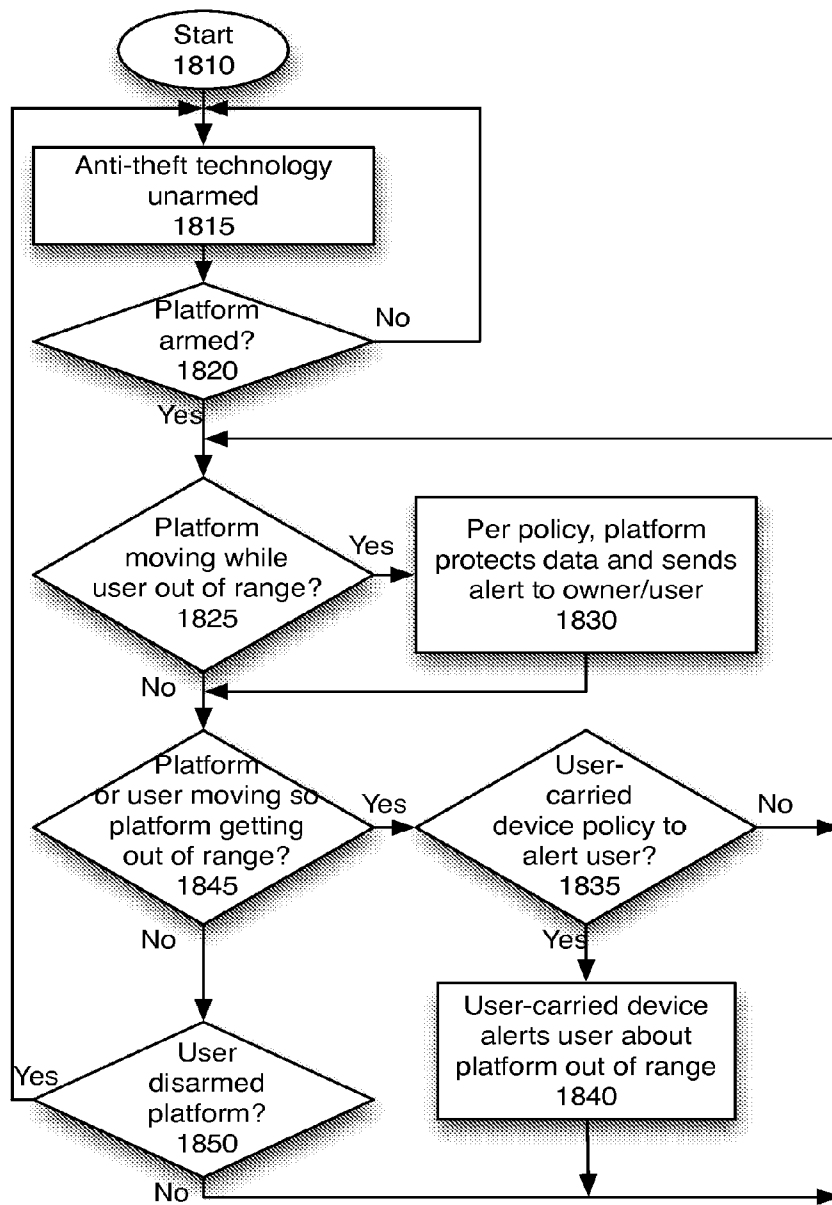 Start
1810
Anti-theft technology
unarmed
1815
Platform
armed?
1820
No
Yes
Platform
moving while
user out of range?
1825
Yes
Per policy, platform
protects data and sends
alert to owner/user
1830
No
Platform
or user moving so
platform getting
out of range?
1845
Yes
User-
carried
device policy to
alert user?
1835
No
No
Yes
User-carried device
alerts user about
platform out of range
1840
Yes
User
disarmed
platform?
1850
No